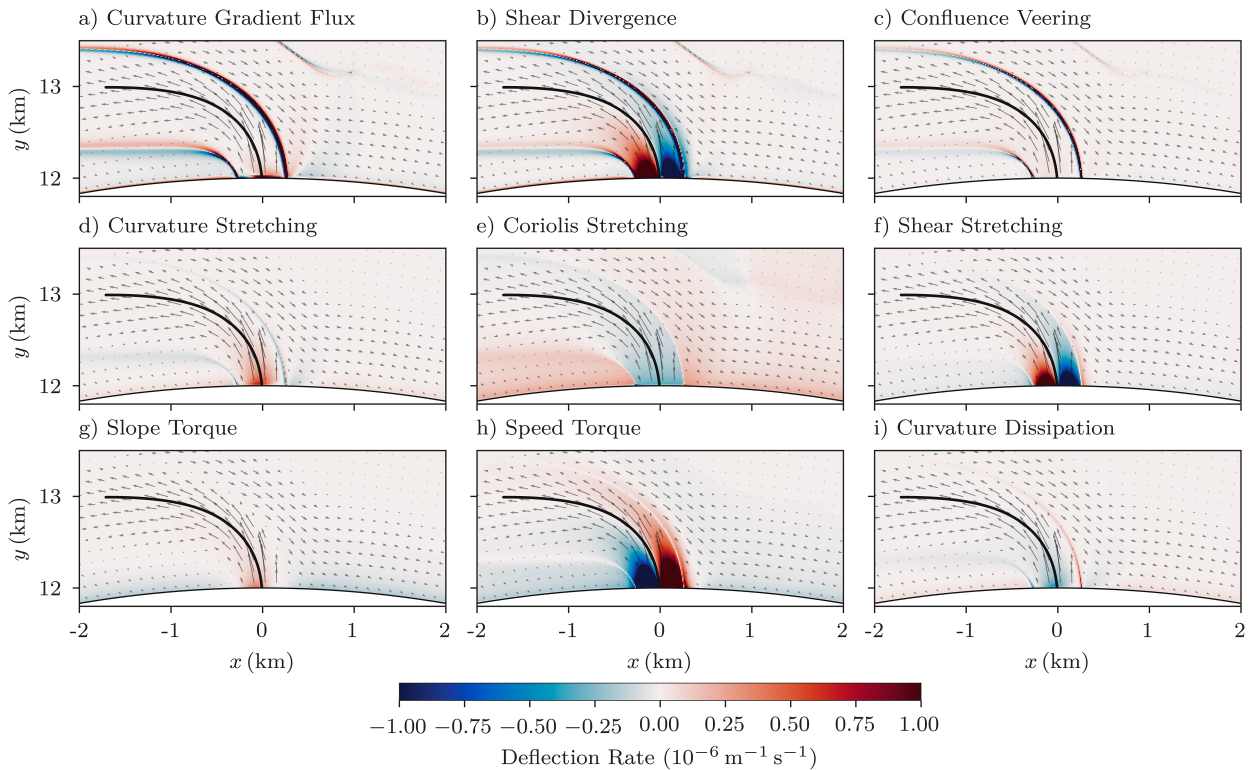 a) Curvature Gradient Flux b) Shear Divergence c) Confluence Veering
13
y (km)
12
d) Curvature Stretching e) Coriolis Stretching f) Shear Stretching
13
y (km)
12
g) Slope Torque h) Speed Torque i) Curvature Dissipation
13
y (km)
12
-2 -1 0 1 2 -2 -1 0 1 2 -2 -1 0 1 2
x (km) x (km) x (km)
−1.00 −0.75 −0.50 −0.25 0.00 0.25 0.50 0.75 1.00
Deflection Rate (10⁻⁶ m⁻¹ s⁻¹)